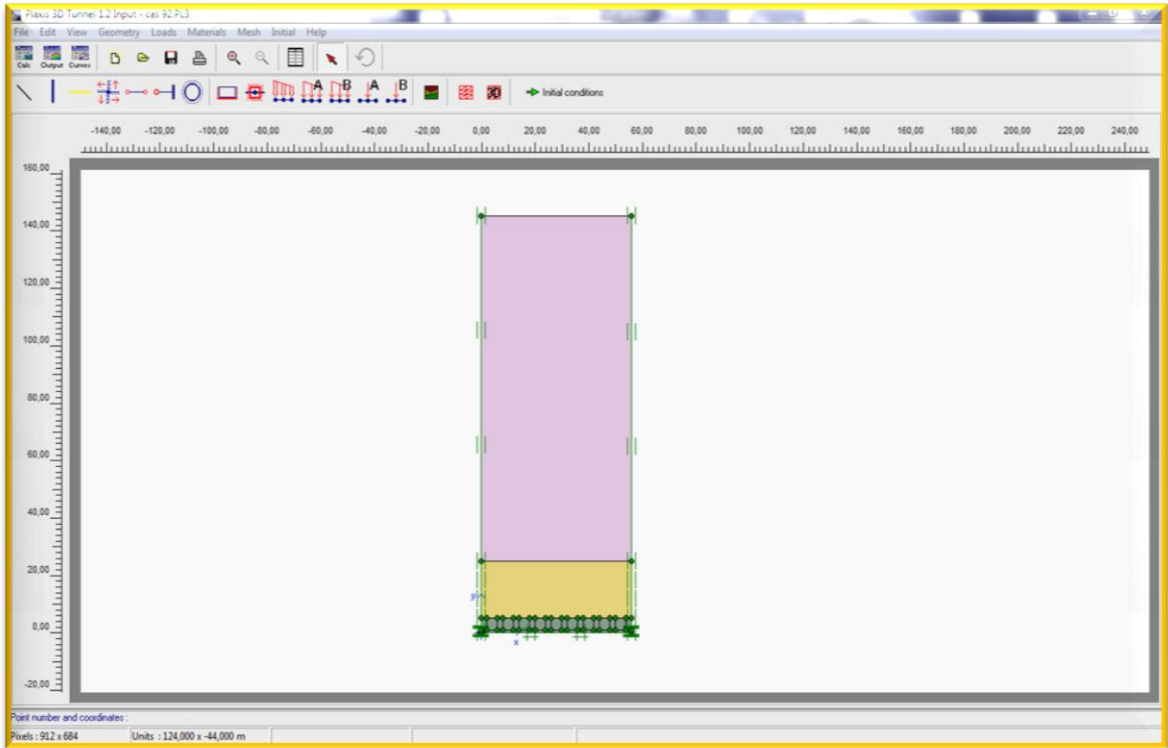 Plaxis 3D Tunnel 1.2 Input - cas 92.PL3
File Edit View Geometry Loads Materials Mesh Initial Help
Calc Output Curves
A B A B 3D Initial conditions
-140,00 -120,00 -100,00 -80,00 -60,00 -40,00 -20,00 0,00 20,00 40,00 60,00 80,00 100,00 120,00 140,00 160,00 180,00 200,00 220,00 240,00
160,00
140,00
120,00
100,00
80,00
60,00
40,00
20,00
y
0,00
x
-20,00
Point number and coordinates :
Pixels : 912 x 684 Units : 124,000 x -44,000 m